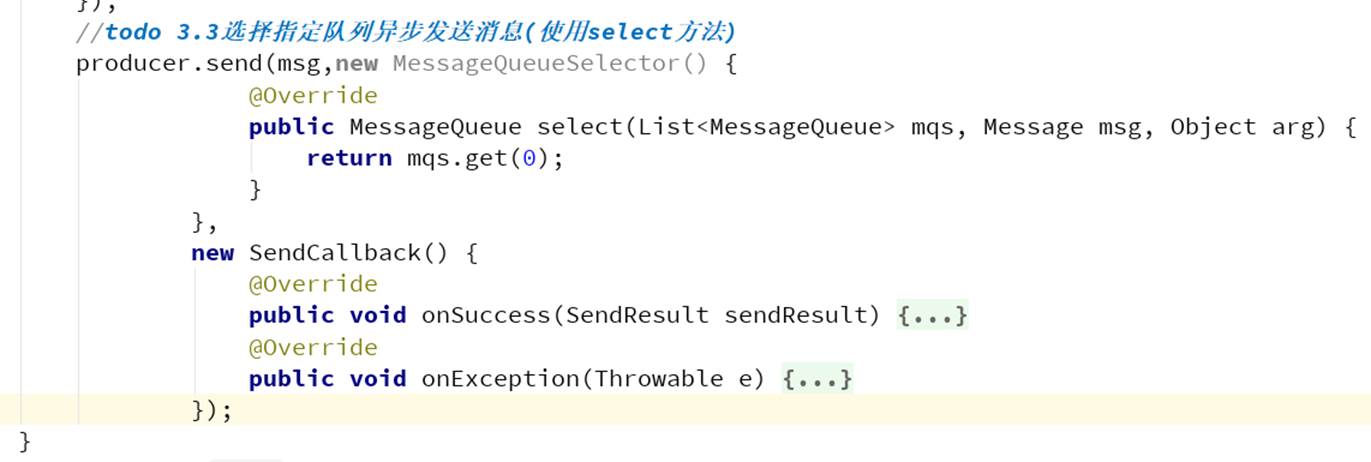 });
//todo 3.3选择指定队列异步发送消息(使用select方法)
producer.send(msg,new MessageQueueSelector() {
@Override
public MessageQueue select(List<MessageQueue> mqs, Message msg, Object arg) {
return mqs.get(0);
}
},
new SendCallback() {
@Override
public void onSuccess(SendResult sendResult) {...}
@Override
public void onException(Throwable e) {...}
});
}